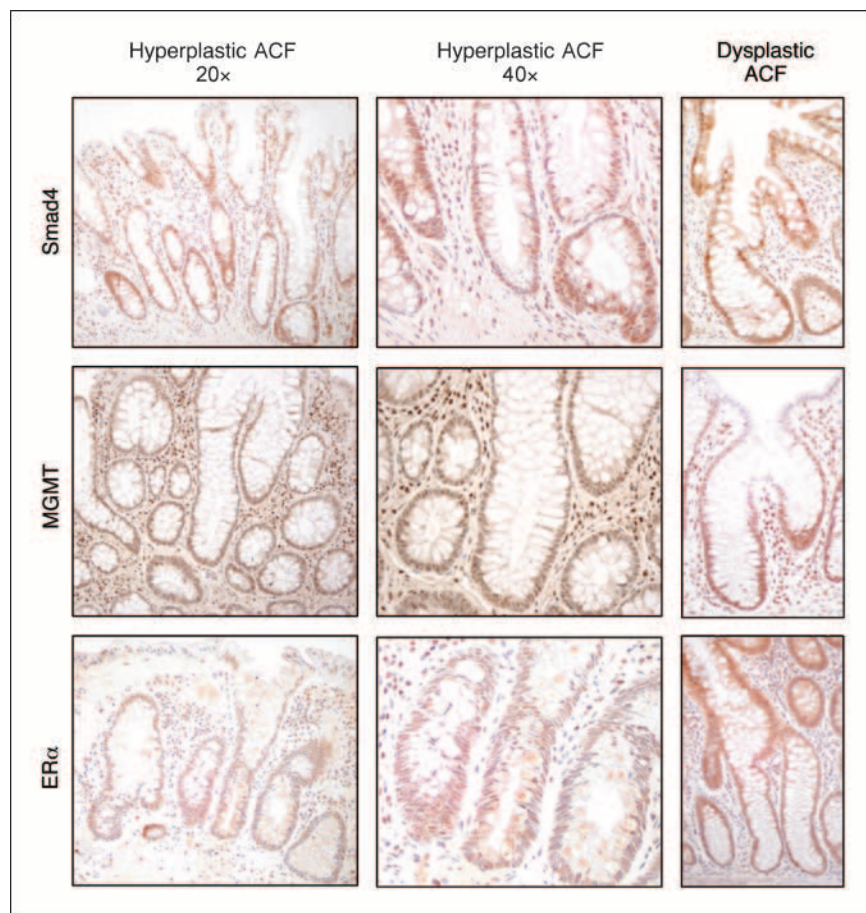 Hyperplastic ACF
20×
Hyperplastic ACF
40×
Dysplastic
ACF
Smad4
MGMT
ERα